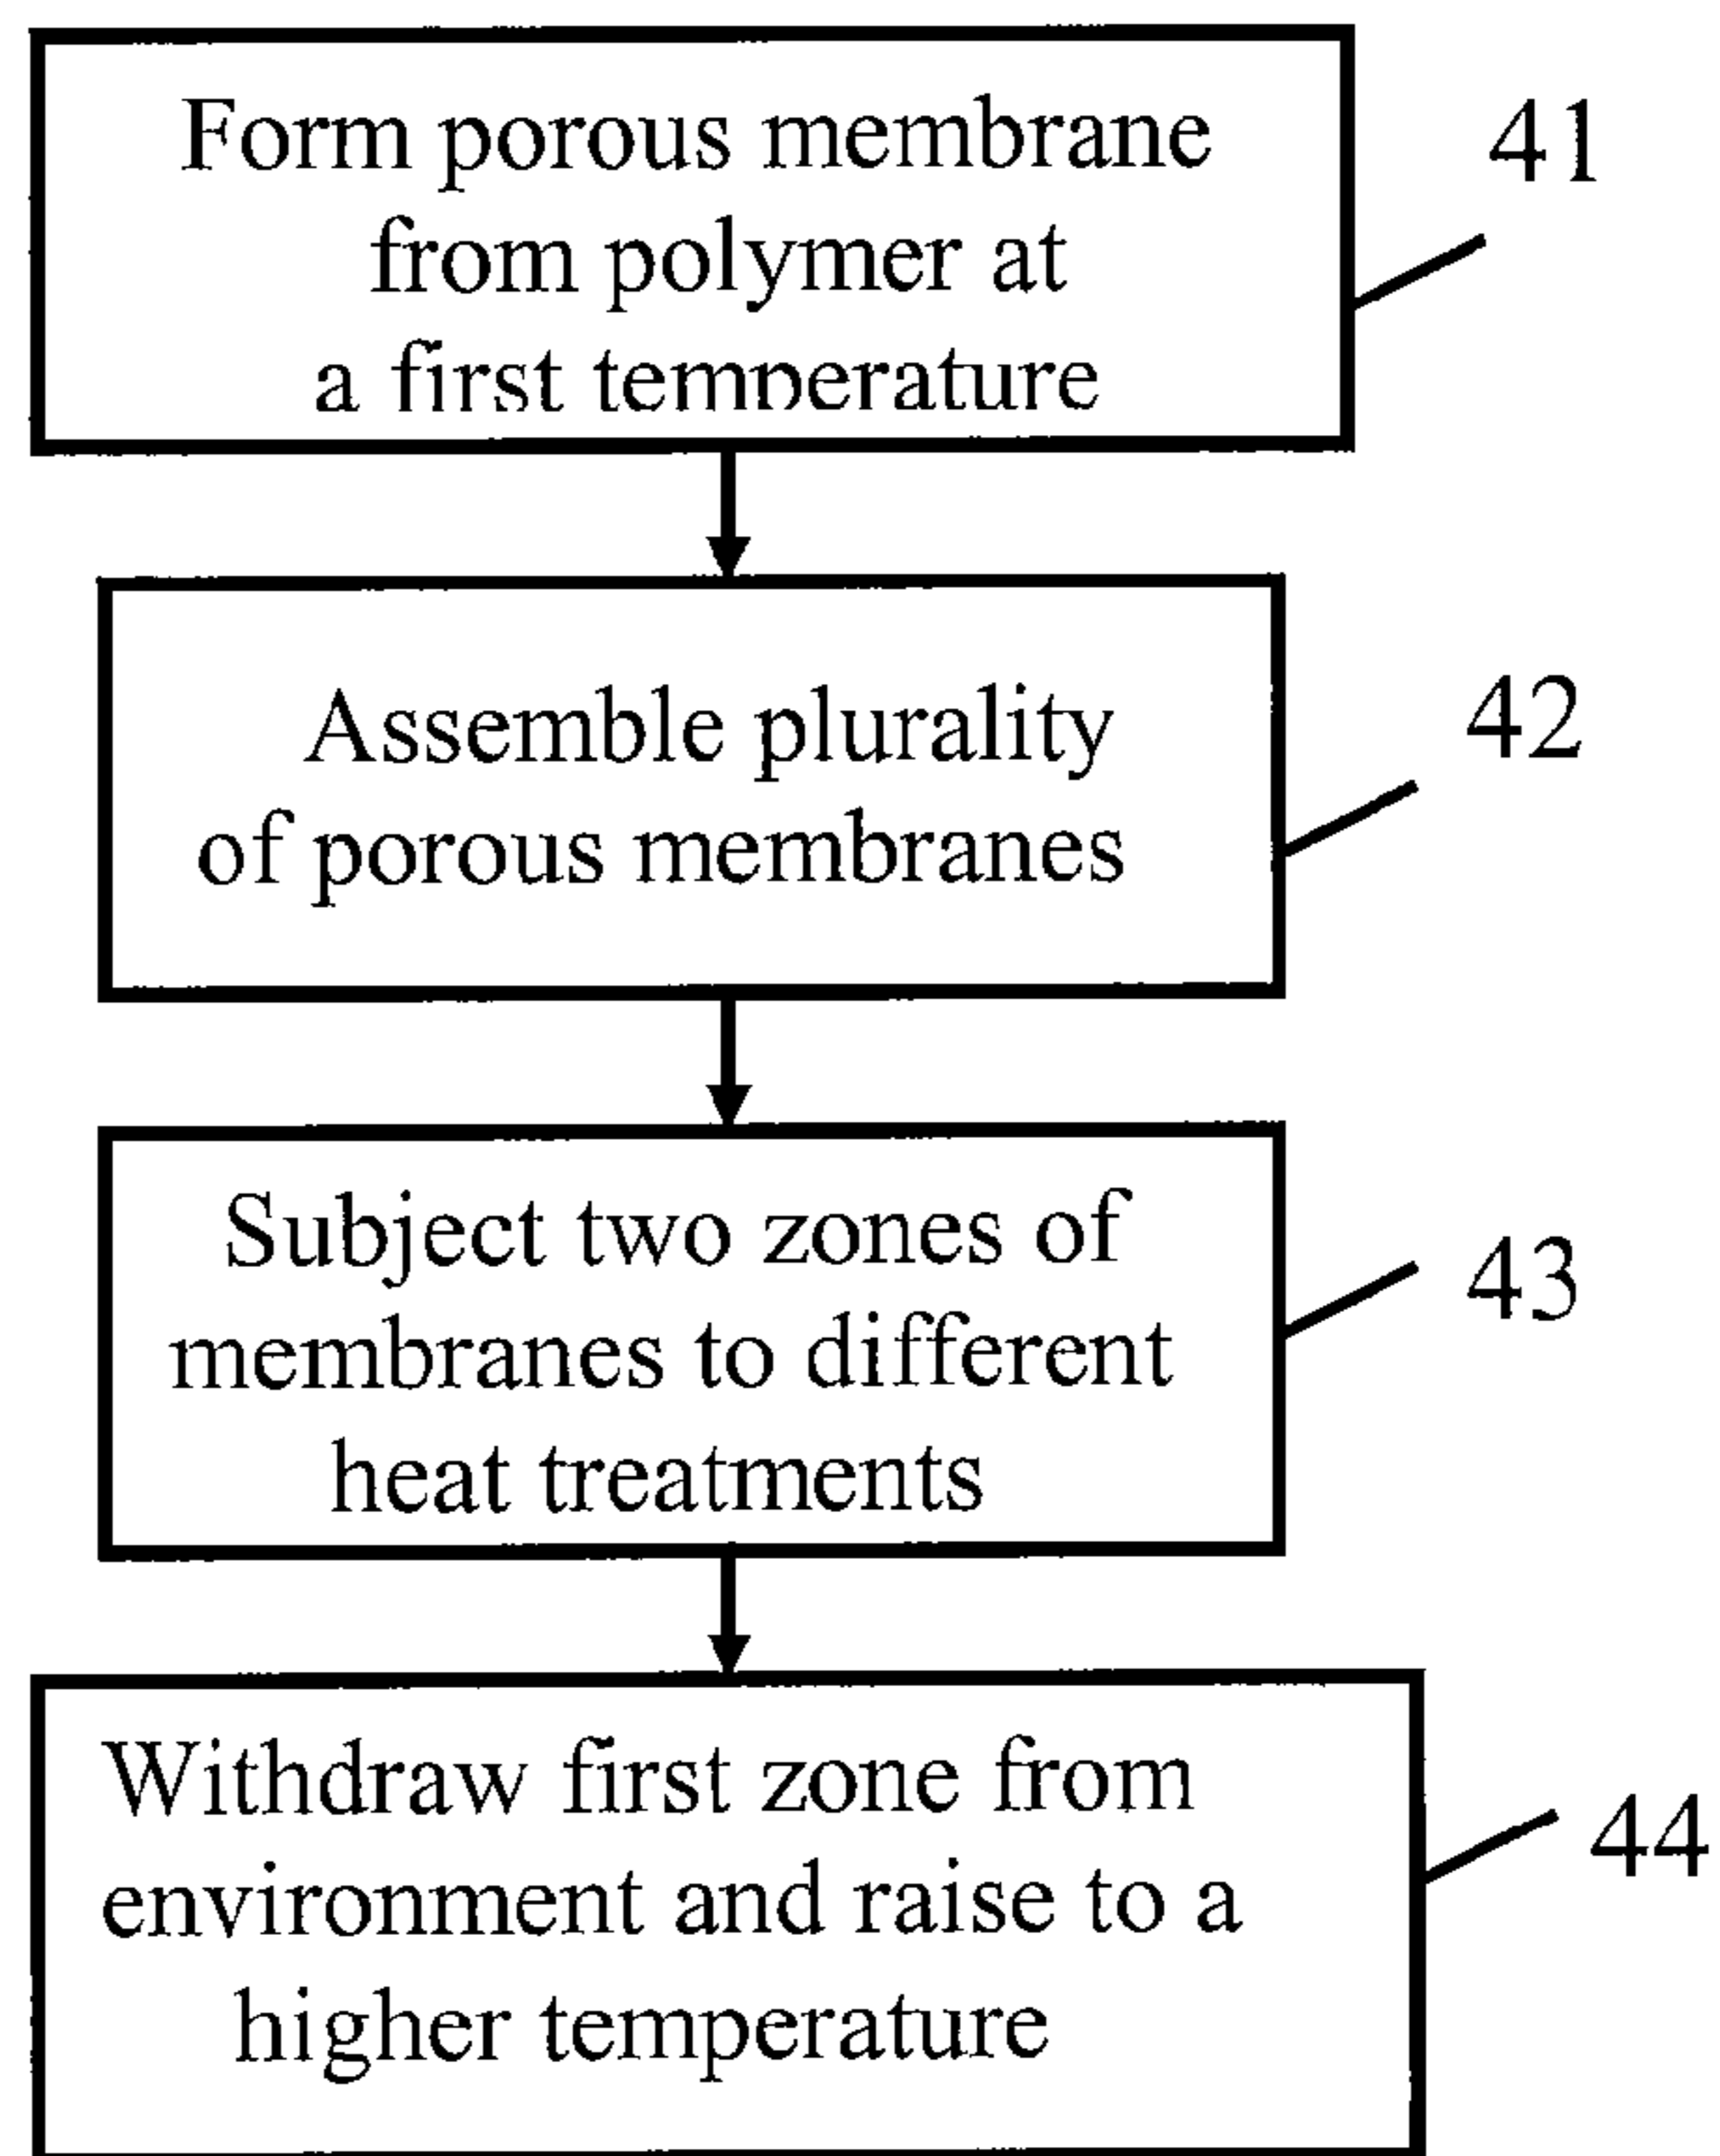 Form porous membrane
from polymer at
a first temperature
41
Assemble plurality
of porous membranes
42
Subject two zones of
membranes to different
heat treatments
43
Withdraw first zone from
environment and raise to a
higher temperature
44